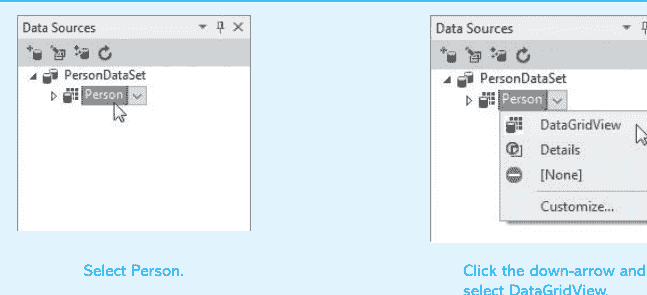 Data Sources
PersonDataSet
Person
Select Person.
Data Sources
PersonDataSet
Person
DataGridView
Details
[None]
Customize...
Click the down-arrow and
select DataGridView.